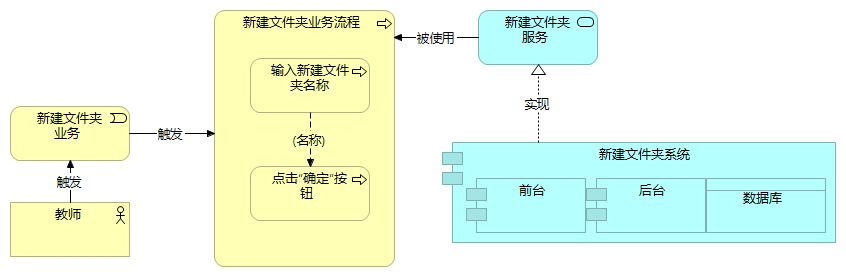 新建文件夹业务流程
输入新建文件
夹名称
(名称)
点击“确定”按
钮
新建文件夹
业务
触发
触发
教师
被使用
新建文件夹
服务
实现
新建文件夹系统
前台
后台
数据库